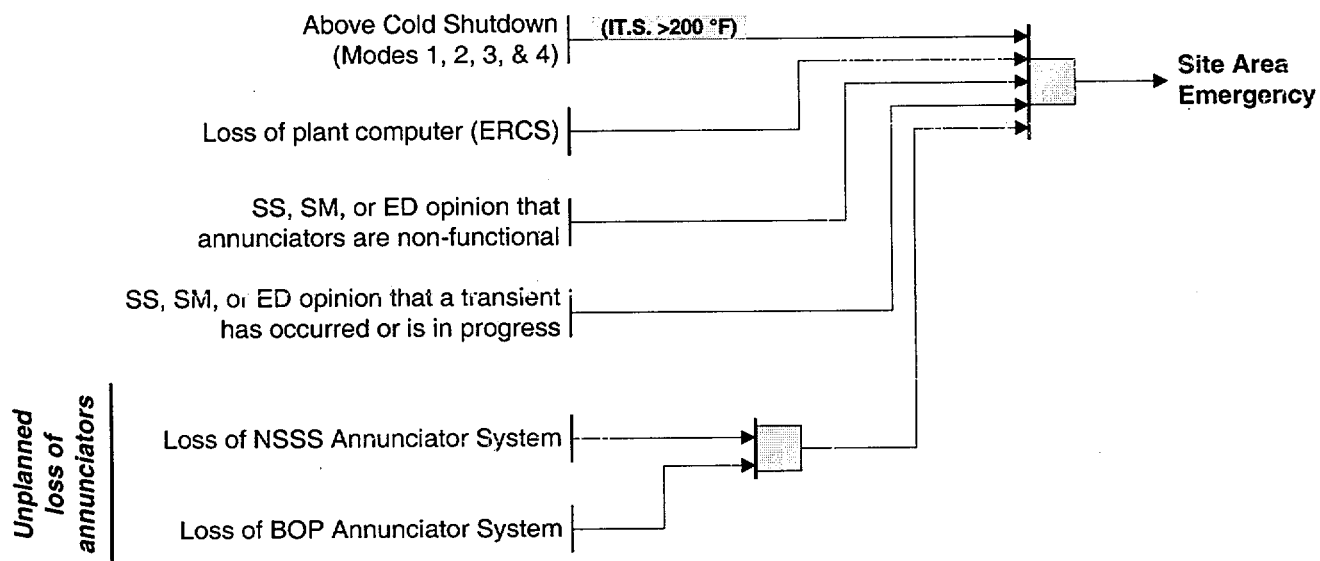 Above Cold Shutdown
(IT.S. >200 °F)
(Modes 1, 2, 3, & 4)
Site Area
Emergency
Loss of plant computer (ERCS)
SS, SM, or ED opinion that
annunciators are non-functional
SS, SM, or ED opinion that a transient
has occurred or is in progress
Unplanned
loss of
annunciators
Loss of NSSS Annunciator System
Loss of BOP Annunciator System